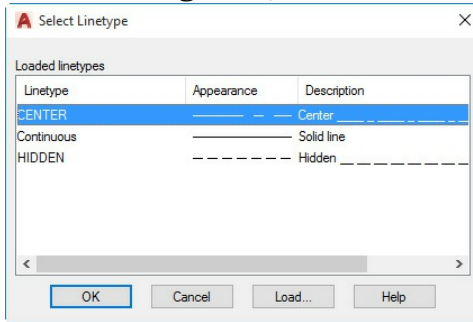 Select Linetype
Loaded linetypes
Linetype Appearance Description
CENTER Center
Continuous Solid line
HIDDEN Hidden
OK Cancel Load... Help